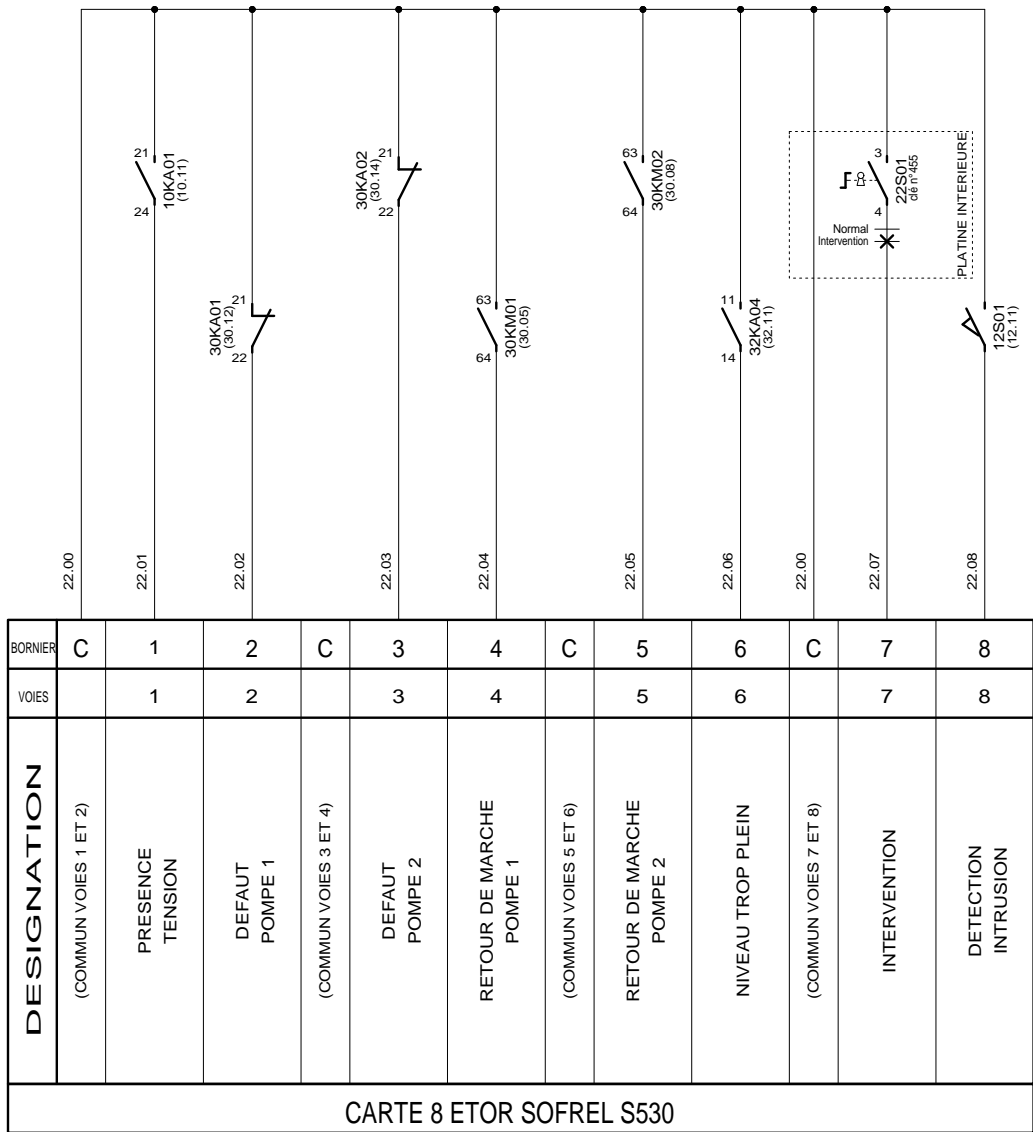 21
10KA01
(10.11)
24
30KA02
(30.14)
21
22
63
30KM02
(30.08)
64
3
22S01
clé n°455
4
Normal
Intervention
PLATINE INTERIEURE
30KA01
(30.12)
21
22
63
30KM01
(30.05)
64
11
32KA04
(32.11)
14
12S01
(12.11)
22.00
22.01
22.02
22.03
22.04
22.05
22.06
22.00
22.07
22.08
BORNIER C 1 2 C 3 4 C 5 6 C 7 8
VOIES 1 2 3 4 5 6 7 8
DESIGNATION
(COMMUN VOIES 1 ET 2)
PRESENCE
TENSION
DEFAUT
POMPE 1
(COMMUN VOIES 3 ET 4)
DEFAUT
POMPE 2
RETOUR DE MARCHE
POMPE 1
(COMMUN VOIES 5 ET 6)
RETOUR DE MARCHE
POMPE 2
NIVEAU TROP PLEIN
(COMMUN VOIES 7 ET 8)
INTERVENTION
DETECTION
INTRUSION
CARTE 8 ETOR SOFREL S530